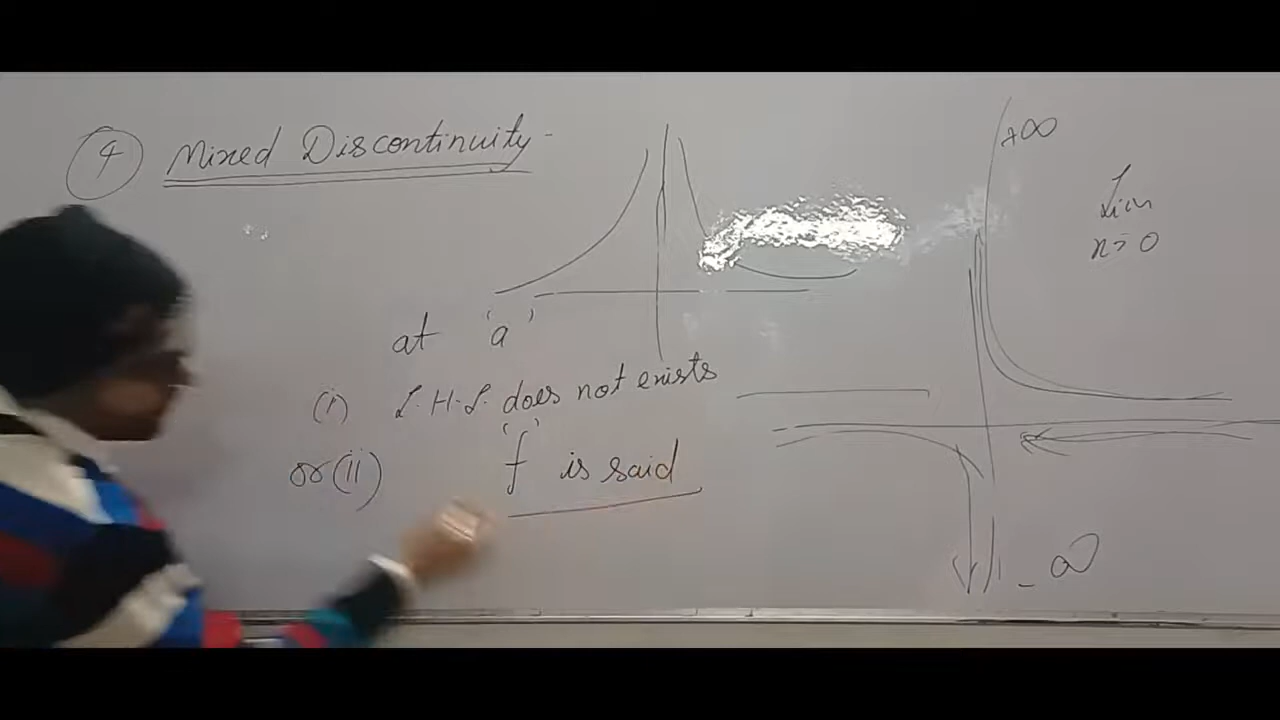 4 Mixed Discontinuity -
+∞
Lim
x→0
at 'a'
(i) L.H.L. does not exists
or (ii) 'f' is said
- ∞